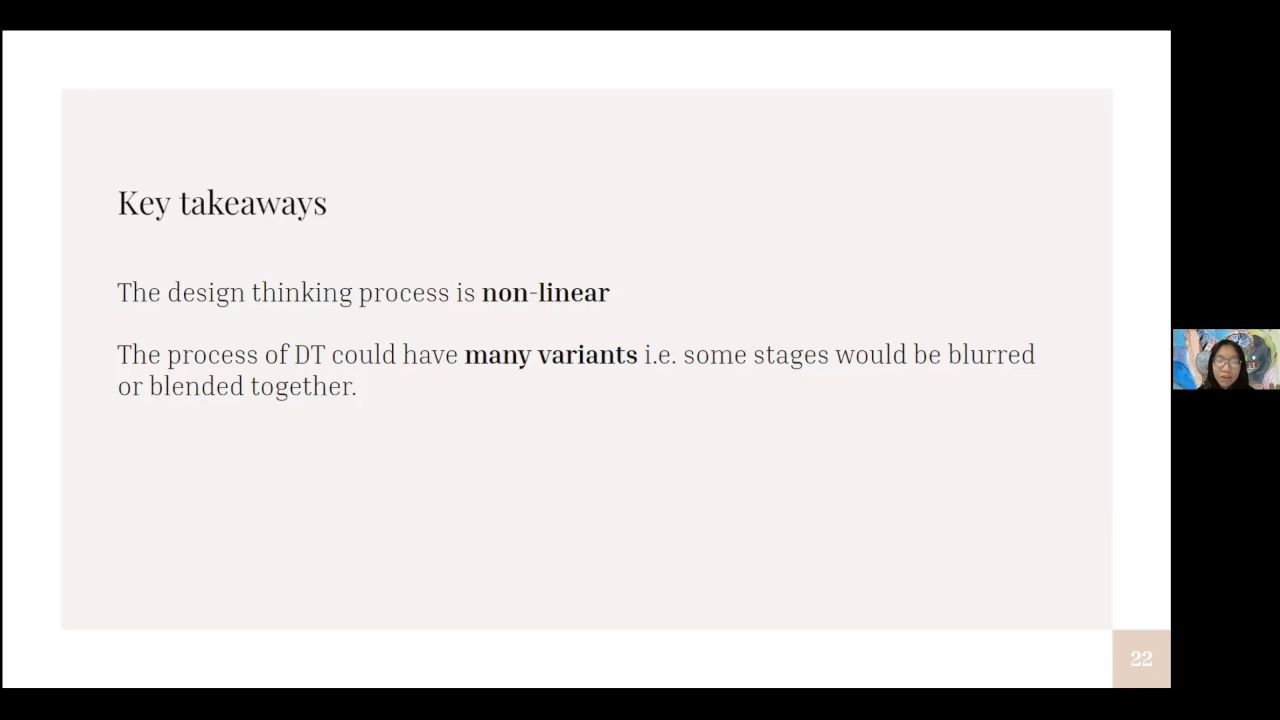 Key takeaways
The design thinking process is non-linear
The process of DT could have many variants i.e. some stages would be blurred
or blended together.
22